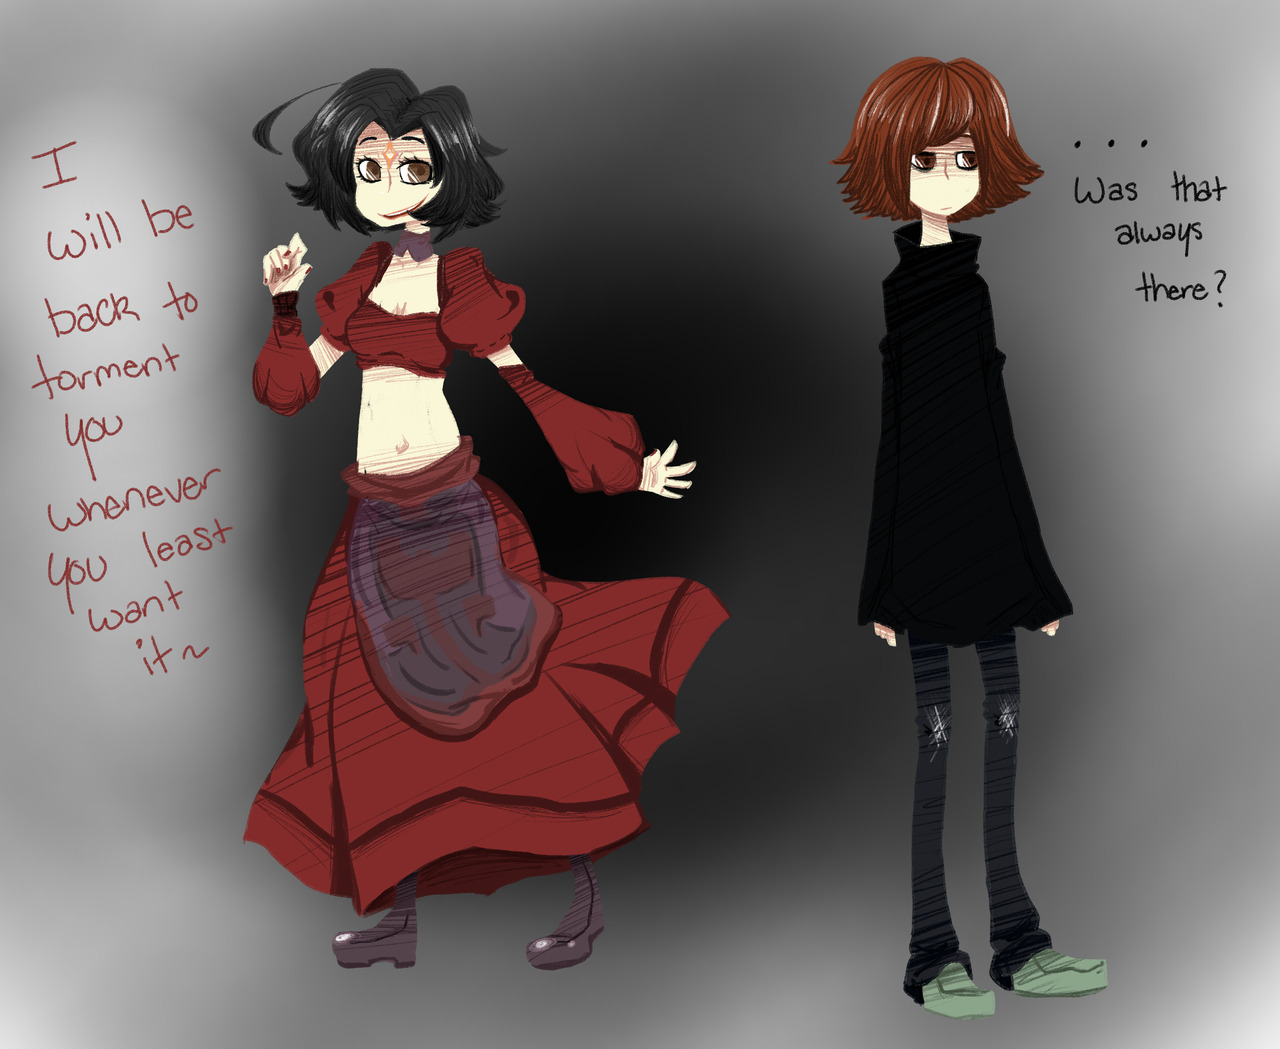 I
will be
back to
torment
you
whenever
you least
want
it~
...
Was that
always
there?